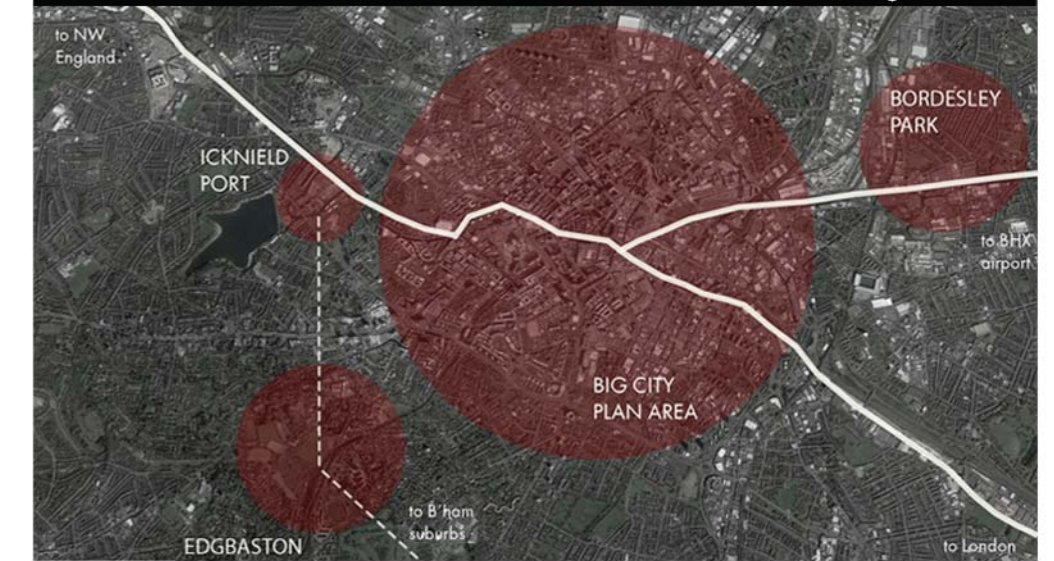 to NW
England
ICKNIELD
PORT
BORDESLEY
PARK
to BHX
airport
BIG CITY
PLAN AREA
to B'ham
suburbs
EDGBASTON
to London